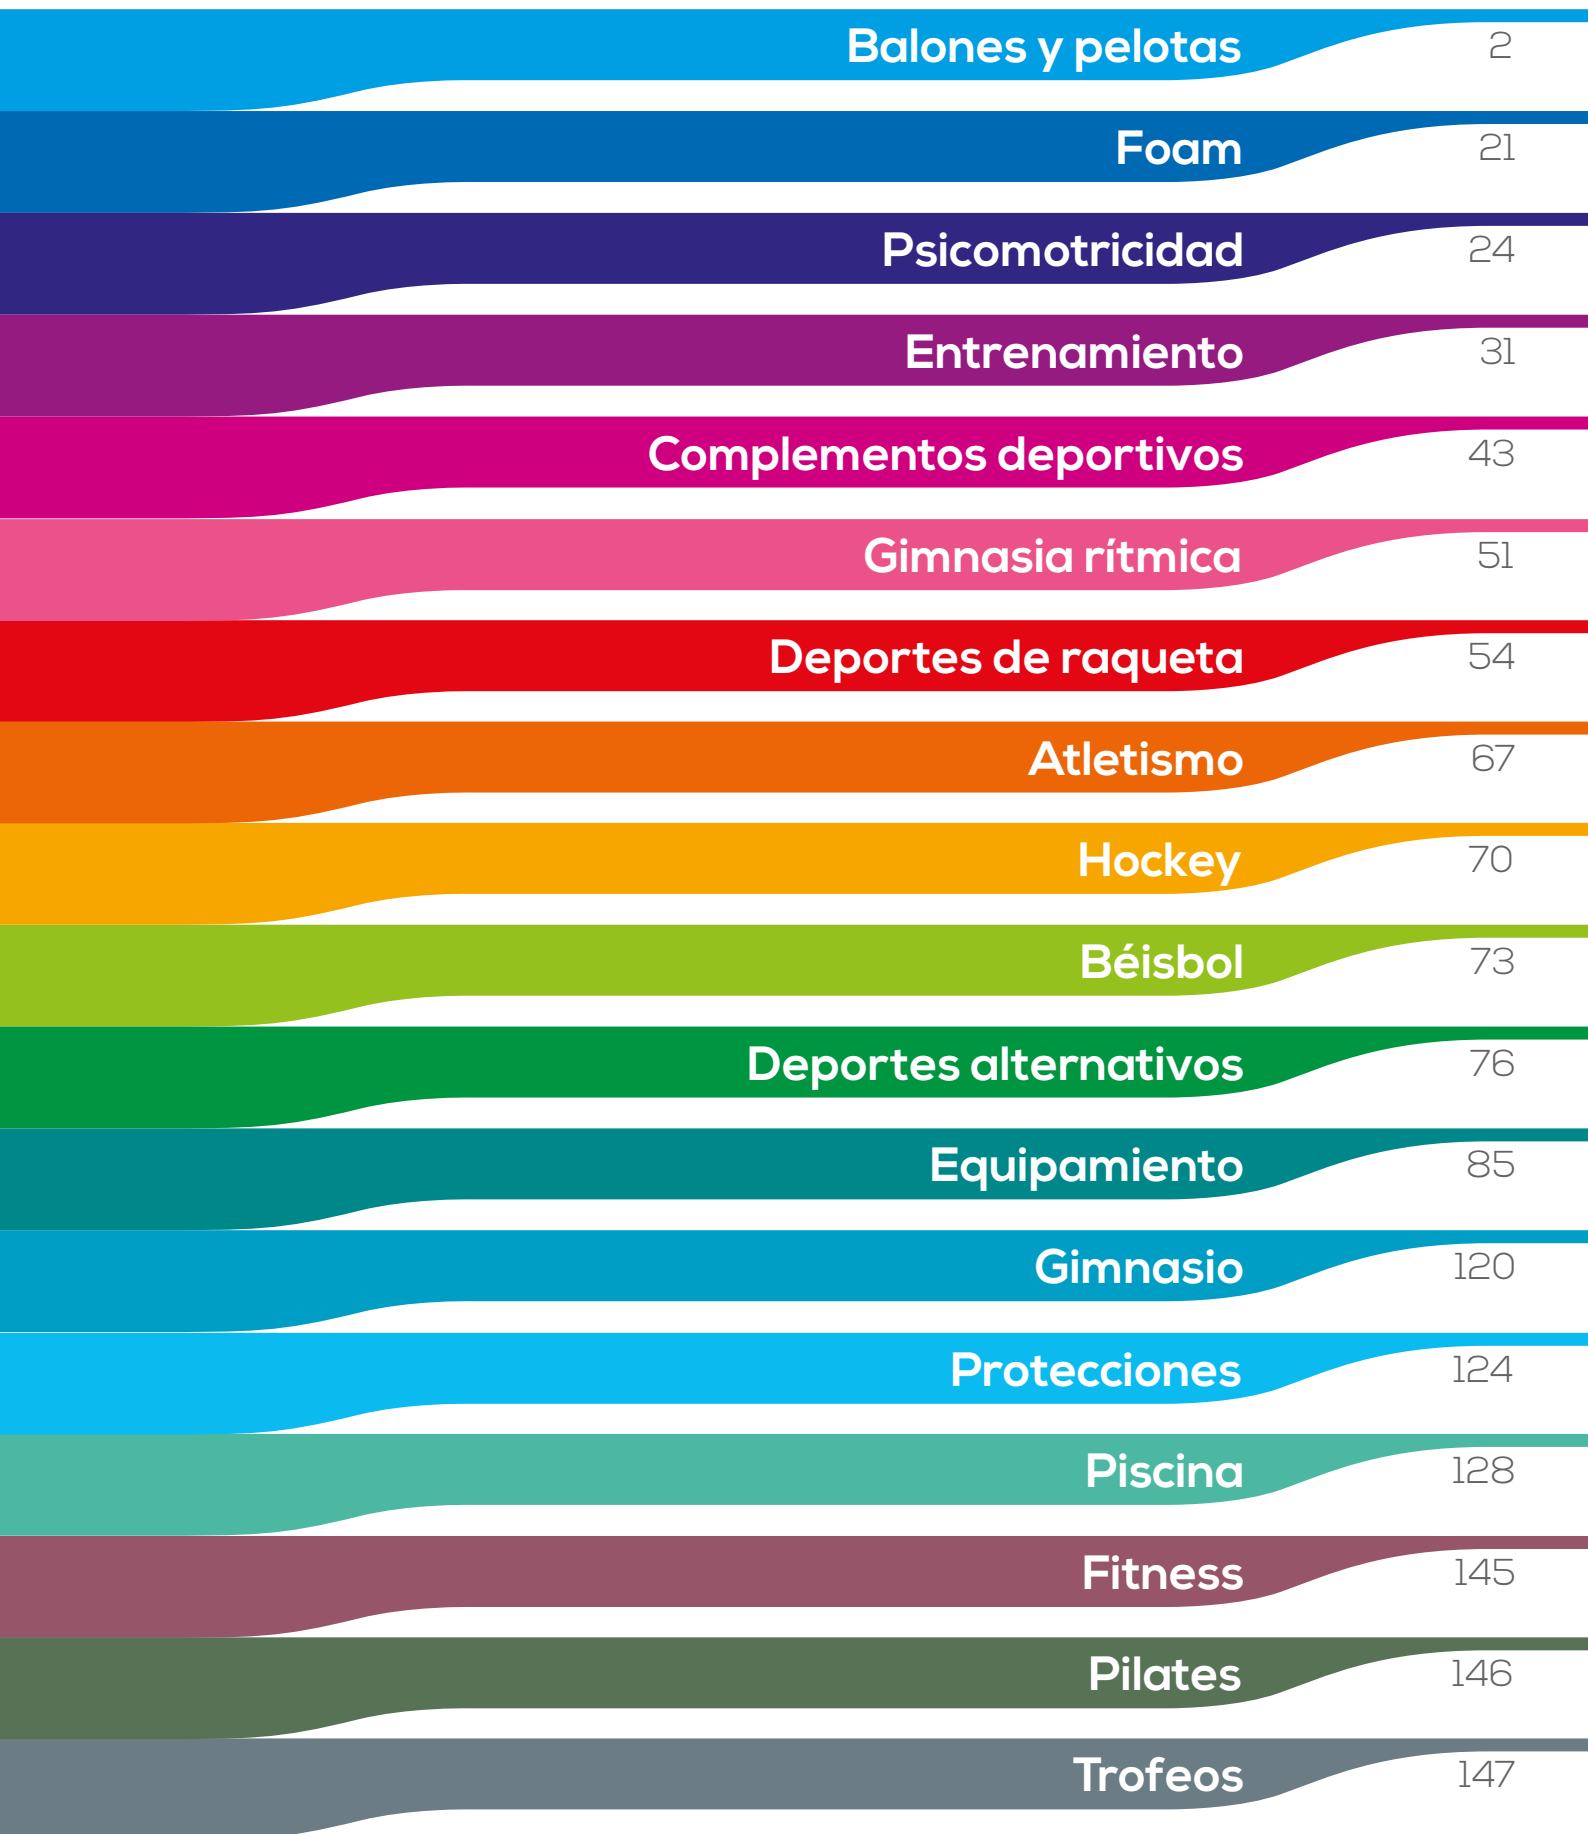 Balones y pelotas 2
Foam 21
Psicomotricidad 24
Entrenamiento 31
Complementos deportivos 43
Gimnasia rítmica 51
Deportes de raqueta 54
Atletismo 67
Hockey 70
Béisbol 73
Deportes alternativos 76
Equipamiento 85
Gimnasio 120
Protecciones 124
Piscina 128
Fitness 145
Pilates 146
Trofeos 147